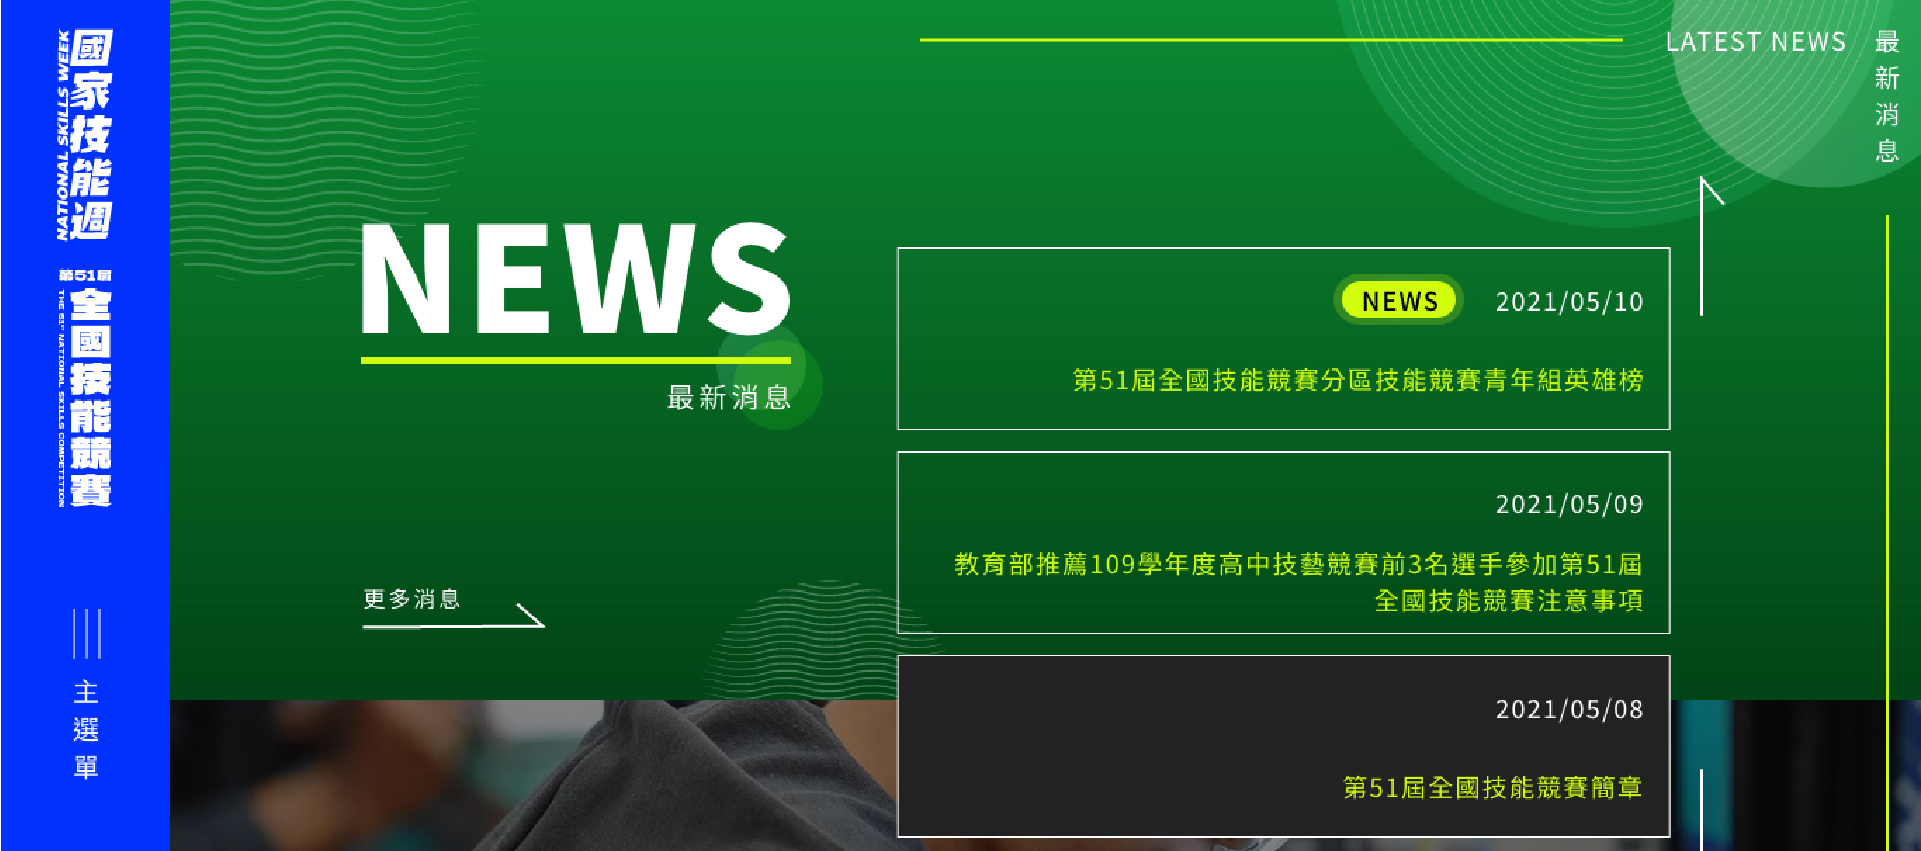 國家技能週
NATIONAL SKILLS WEEK
第51屆
全國技能競賽
THE 51ST NATIONAL SKILLS COMPETITION
主選單
LATEST NEWS
最新消息
NEWS
最新消息
更多消息
NEWS 2021/05/10
第51屆全國技能競賽分區技能競賽青年組英雄榜
2021/05/09
教育部推薦109學年度高中技藝競賽前3名選手參加第51屆
全國技能競賽注意事項
2021/05/08
第51屆全國技能競賽簡章